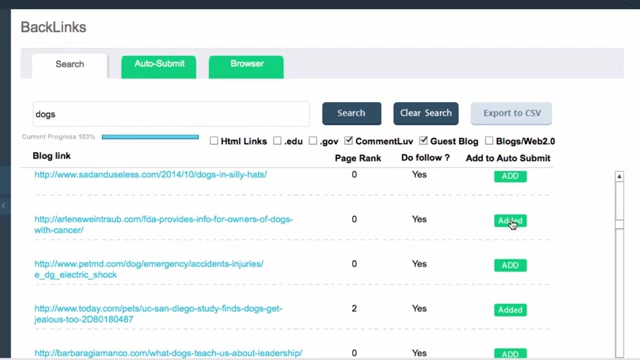 BackLinks
Search Auto-Submit Browser
dogs Search Clear Search Export to CSV
Current Progress 103% Html Links .edu .gov CommentLuv Guest Blog Blogs/Web2.0
Blog link Page Rank Do follow ? Add to Auto Submit
http://www.sadanduseless.com/2014/10/dogs-in-silly-hats/ 0 Yes ADD
http://arleneweintraub.com/fda-provides-info-for-owners-of-dogs- 0 Yes Added
with-cancer/
http://www.petmd.com/dog/emergency/accidents-injuries/ 0 Yes ADD
e_dg_electric_shock
http://www.today.com/pets/uc-san-diego-study-finds-dogs-get- 2 Yes Added
jealous-too-2D80180487
http://barbaragiamanco.com/what-dogs-teach-us-about-leadership/ 0 Yes ADD